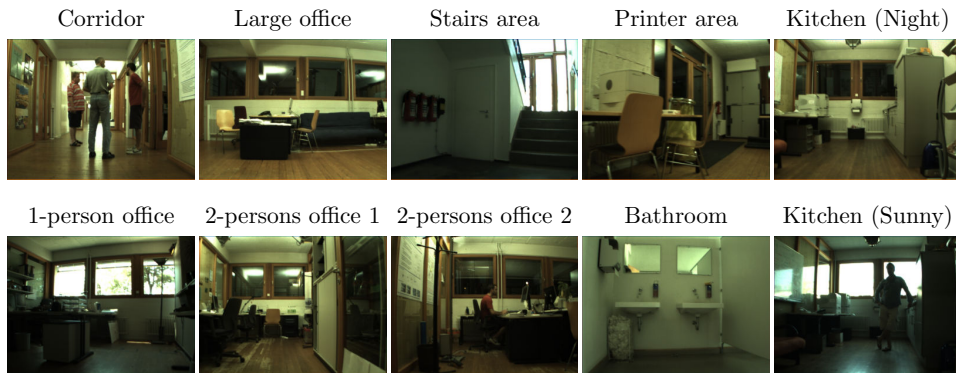 Corridor
Large office
Stairs area
Printer area
Kitchen (Night)
1-person office
2-persons office 1
2-persons office 2
Bathroom
Kitchen (Sunny)